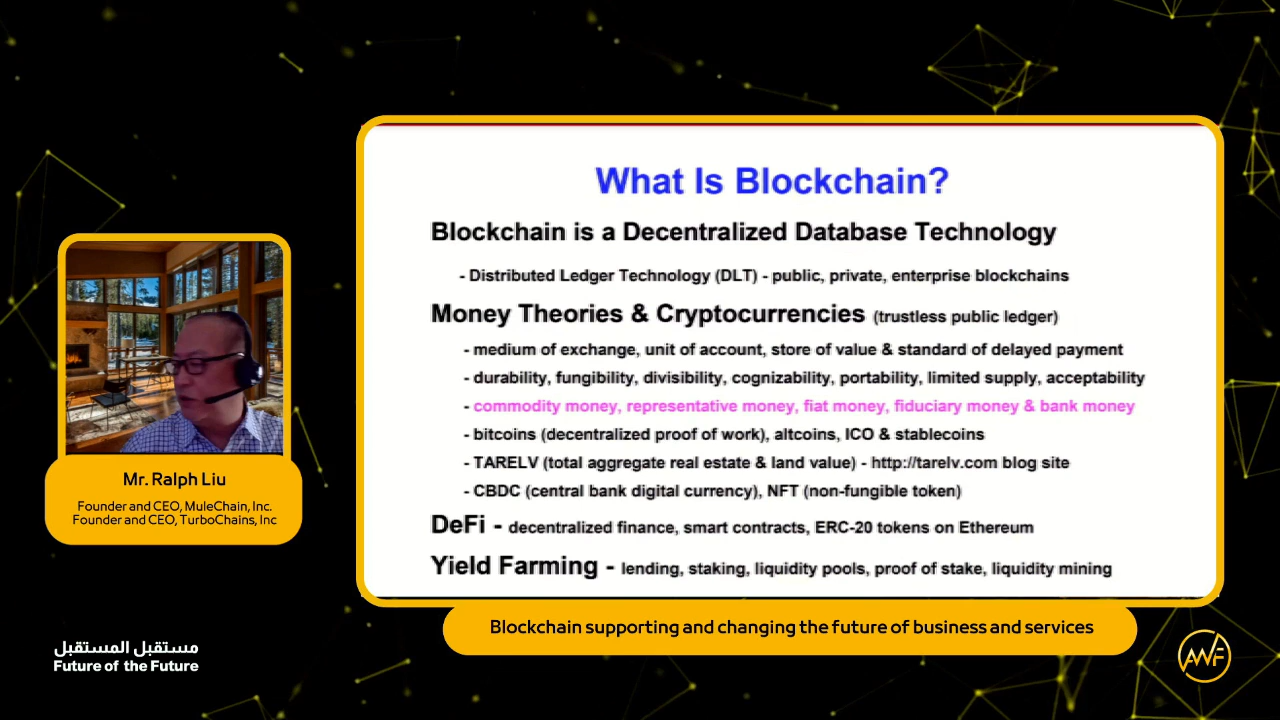 What Is Blockchain?
Blockchain is a Decentralized Database Technology
- Distributed Ledger Technology (DLT) - public, private, enterprise blockchains
Money Theories & Cryptocurrencies (trustless public ledger)
- medium of exchange, unit of account, store of value & standard of delayed payment
- durability, fungibility, divisibility, cognizability, portability, limited supply, acceptability
- commodity money, representative money, fiat money, fiduciary money & bank money
- bitcoins (decentralized proof of work), altcoins, ICO & stablecoins
- TARELV (total aggregate real estate & land value) - http://tarelv.com blog site
- CBDC (central bank digital currency), NFT (non-fungible token)
DeFi - decentralized finance, smart contracts, ERC-20 tokens on Ethereum
Yield Farming - lending, staking, liquidity pools, proof of stake, liquidity mining
Mr. Ralph Liu
Founder and CEO, MuleChain, Inc.
Founder and CEO, TurboChains, Inc
Blockchain supporting and changing the future of business and services
مستقبل المستقبل
Future of the Future
AWF